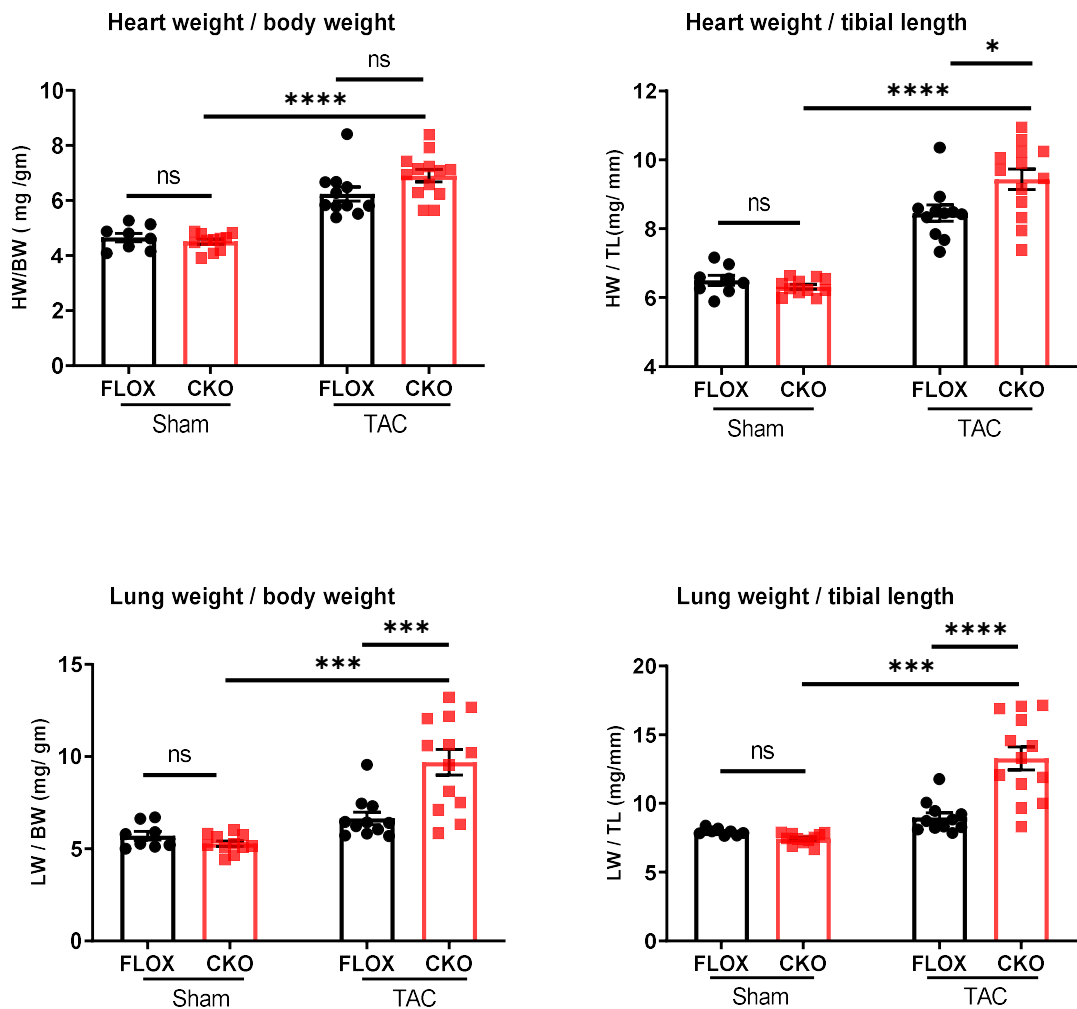 Heart weight / body weight
ns
****
ns
HW/BW ( mg /gm)
10
8
6
4
2
0
FLOX CKO FLOX CKO
Sham TAC
Heart weight / tibial length
*
****
ns
HW / TL(mg/ mm)
12
10
8
6
4
FLOX CKO FLOX CKO
Sham TAC
Lung weight / body weight
***
***
ns
LW / BW (mg/ gm)
15
10
5
0
FLOX CKO FLOX CKO
Sham TAC
Lung weight / tibial length
****
***
ns
LW / TL (mg/mm)
20
15
10
5
0
FLOX CKO FLOX CKO
Sham TAC